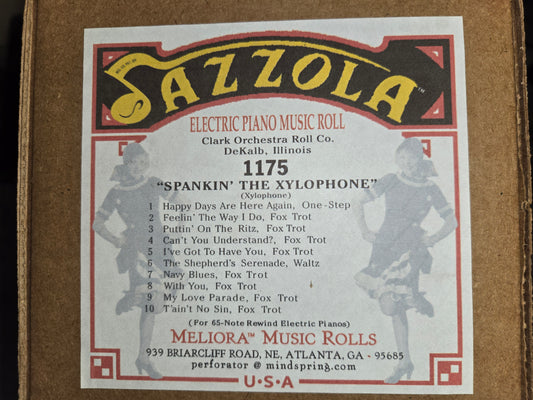 JAZZOLA™
ELECTRIC PIANO MUSIC ROLL
Clark Orchestra Roll Co.
DeKalb, Illinois
1175
"SPANKIN' THE XYLOPHONE"
(Xylophone)
1 Happy Days Are Here Again, One-Step
2 Feelin' The Way I Do, Fox Trot
3 Puttin' On The Ritz, Fox Trot
4 Can't You Understand?, Fox Trot
5 I've Got To Have You, Fox Trot
6 The Shepherd's Serenade, Waltz
7 Navy Blues, Fox Trot
8 With You, Fox Trot
9 My Love Parade, Fox Trot
10 T'ain't No Sin, Fox Trot
(For 65-Note Rewind Electric Pianos)
MELIORA™ MUSIC ROLLS
939 BRIARCLIFF ROAD, NE, ATLANTA, GA - 95685
perforator @ mindspring.com
U•S•A